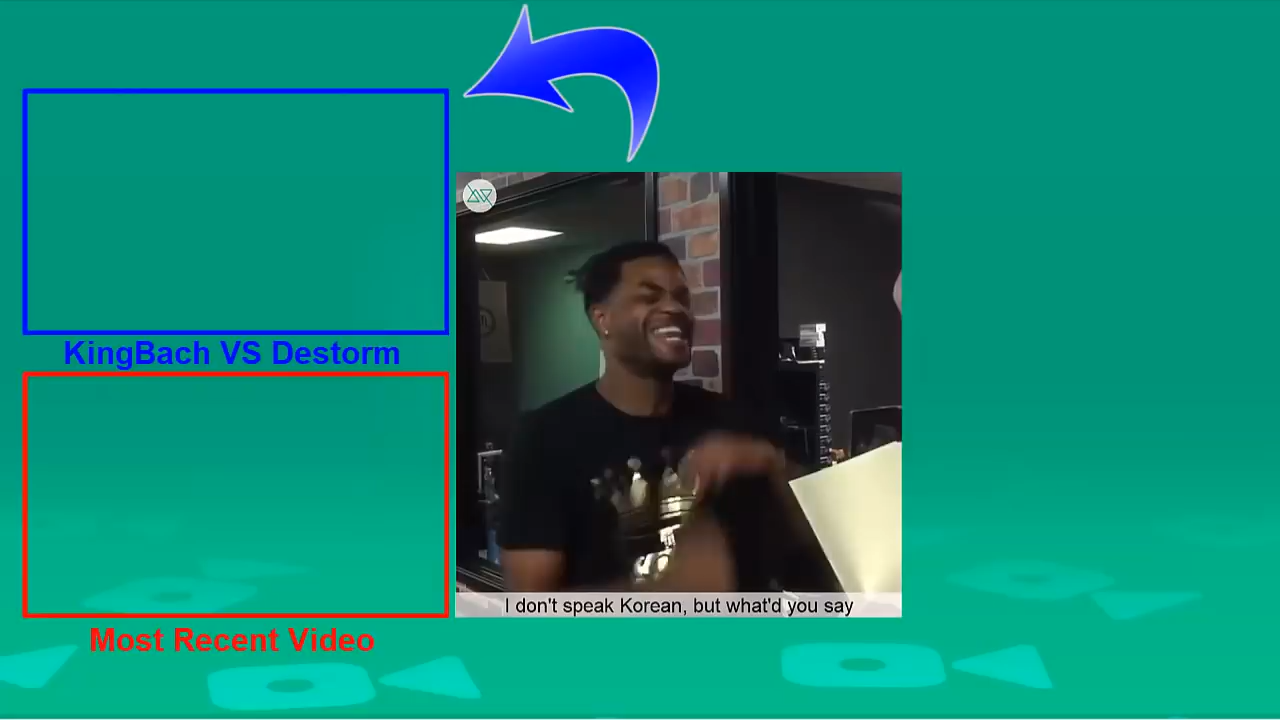 KingBach VS Destorm
Most Recent Video
I don't speak Korean, but what'd you say